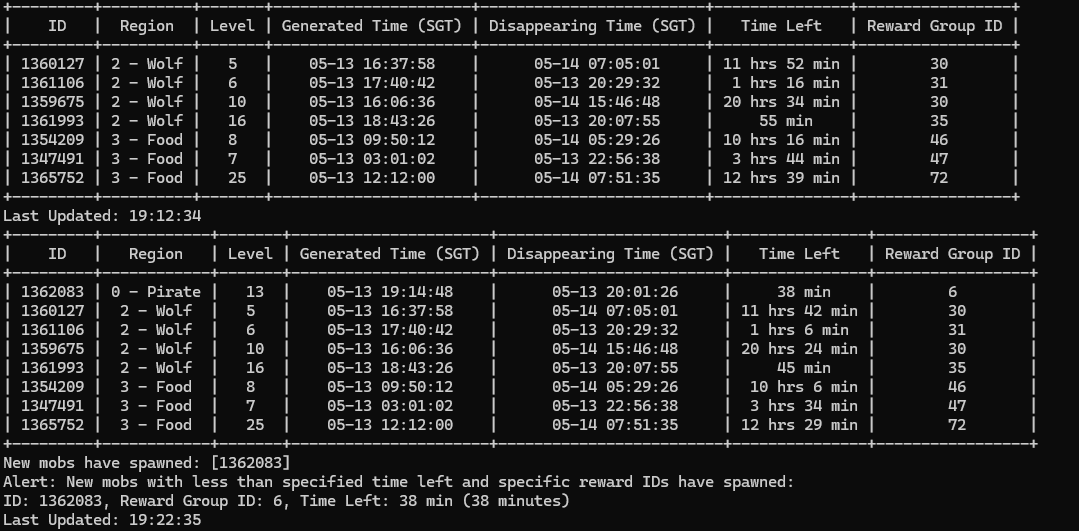 +---------+----------+-------+----------------------+-------------------------+---------------+-----------------+
|    ID   |  Region  | Level | Generated Time (SGT) | Disappearing Time (SGT) |   Time Left   | Reward Group ID |
+---------+----------+-------+----------------------+-------------------------+---------------+-----------------+
| 1360127 | 2 - Wolf |   5   |    05-13 16:37:58    |      05-14 07:05:01     | 11 hrs 52 min |        30       |
| 1361106 | 2 - Wolf |   6   |    05-13 17:40:42    |      05-13 20:29:32     |  1 hrs 16 min |        31       |
| 1359675 | 2 - Wolf |   10  |    05-13 16:06:36    |      05-14 15:46:48     | 20 hrs 34 min |        30       |
| 1361993 | 2 - Wolf |   16  |    05-13 18:43:26    |      05-13 20:07:55     |     55 min    |        35       |
| 1354209 | 3 - Food |   8   |    05-13 09:50:12    |      05-14 05:29:26     | 10 hrs 16 min |        46       |
| 1347491 | 3 - Food |   7   |    05-13 03:01:02    |      05-13 22:56:38     |  3 hrs 44 min |        47       |
| 1365752 | 3 - Food |   25  |    05-13 12:12:00    |      05-14 07:51:35     | 12 hrs 39 min |        72       |
+---------+----------+-------+----------------------+-------------------------+---------------+-----------------+
Last Updated: 19:12:34
+---------+------------+-------+----------------------+-------------------------+---------------+-----------------+
|    ID   |   Region   | Level | Generated Time (SGT) | Disappearing Time (SGT) |   Time Left   | Reward Group ID |
+---------+------------+-------+----------------------+-------------------------+---------------+-----------------+
| 1362083 | 0 - Pirate |   13  |    05-13 19:14:48    |      05-13 20:01:26     |     38 min    |        6        |
| 1360127 |  2 - Wolf  |   5   |    05-13 16:37:58    |      05-14 07:05:01     | 11 hrs 42 min |        30       |
| 1361106 |  2 - Wolf  |   6   |    05-13 17:40:42    |      05-13 20:29:32     |  1 hrs 6 min  |        31       |
| 1359675 |  2 - Wolf  |   10  |    05-13 16:06:36    |      05-14 15:46:48     | 20 hrs 24 min |        30       |
| 1361993 |  2 - Wolf  |   16  |    05-13 18:43:26    |      05-13 20:07:55     |     45 min    |        35       |
| 1354209 |  3 - Food  |   8   |    05-13 09:50:12    |      05-14 05:29:26     |  10 hrs 6 min |        46       |
| 1347491 |  3 - Food  |   7   |    05-13 03:01:02    |      05-13 22:56:38     |  3 hrs 34 min |        47       |
| 1365752 |  3 - Food  |   25  |    05-13 12:12:00    |      05-14 07:51:35     | 12 hrs 29 min |        72       |
+---------+------------+-------+----------------------+-------------------------+---------------+-----------------+
New mobs have spawned: [1362083]
Alert: New mobs with less than specified time left and specific reward IDs have spawned:
ID: 1362083, Reward Group ID: 6, Time Left: 38 min (38 minutes)
Last Updated: 19:22:35